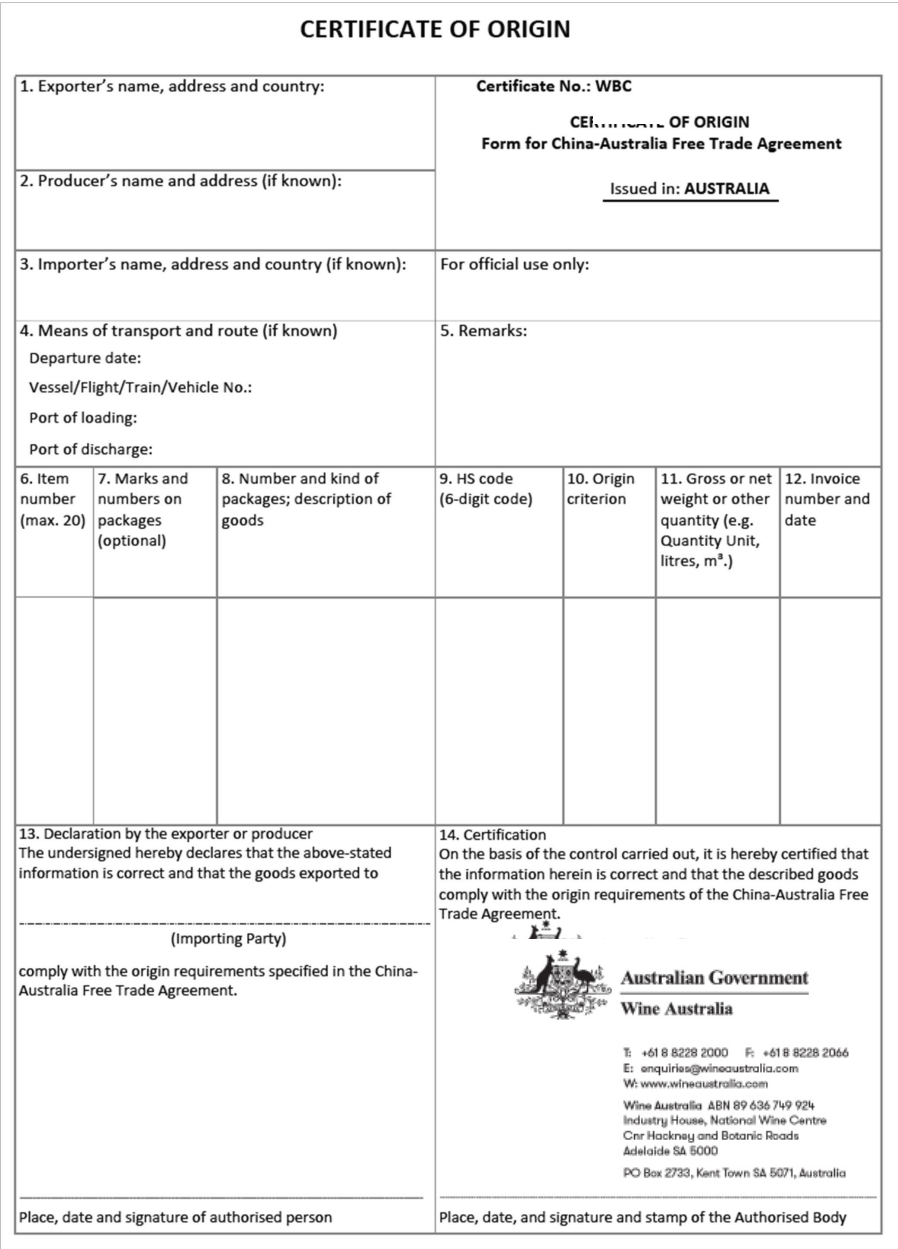 CERTIFICATE OF ORIGIN
1. Exporter’s name, address and country:
Certificate No.: WBC
OF ORIGIN
Form for China-Australia Free Trade Agreement
Issued in: AUSTRALIA
2. Producer’s name and address (if known):
3. Importer’s name, address and country (if known):
For official use only:
4. Means of transport and route (if known)
Departure date:
Vessel/Flight/Train/Vehicle No.:
Port of loading:
Port of discharge:
5. Remarks:
6. Item
number
(max. 20)
7. Marks and
numbers on
packages
(optional)
8. Number and kind of
packages; description of
goods
9. HS code
(6-digit code)
10. Origin
criterion
11. Gross or net
weight or other
quantity (e.g.
Quantity Unit,
litres, m³.)
12. Invoice
number and
date
13. Declaration by the exporter or producer
The undersigned hereby declares that the above-stated
information is correct and that the goods exported to
(Importing Party)
comply with the origin requirements specified in the China-
Australia Free Trade Agreement.
Place, date and signature of authorised person
14. Certification
On the basis of the control carried out, it is hereby certified that
the information herein is correct and that the described goods
comply with the origin requirements of the China-Australia Free
Trade Agreement.
Australian Government
Wine Australia
T: +61 8 8228 2000 F: +61 8 8228 2066
E: enquiries@wineaustralia.com
W: www.wineaustralia.com
Wine Australia ABN 89 636 749 924
Industry House, National Wine Centre
Cnr Hackney and Botanic Roads
Adelaide SA 5000
PO Box 2733, Kent Town SA 5071, Australia
Place, date, and signature and stamp of the Authorised Body